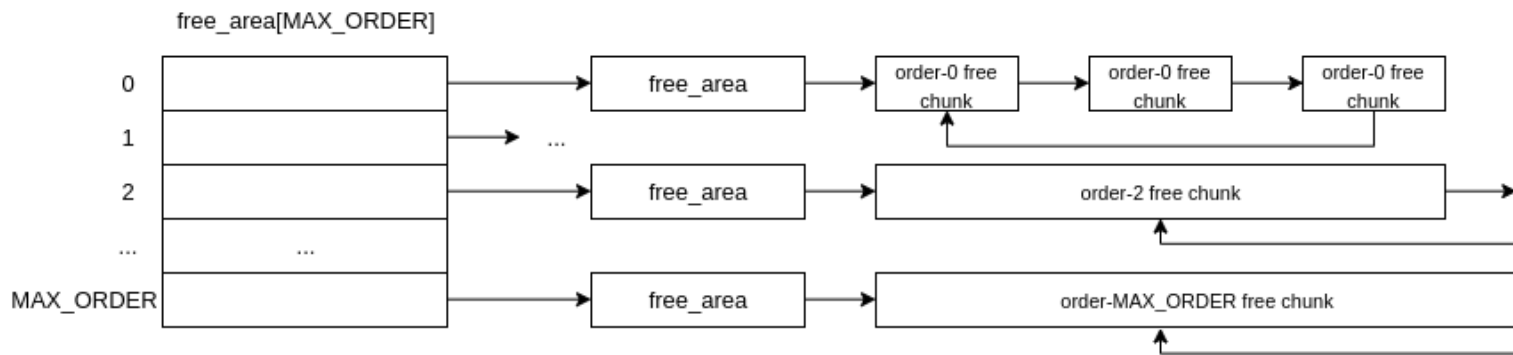 free_area[MAX_ORDER]
0
free_area
order-0 free
chunk
order-0 free
chunk
order-0 free
chunk
1
...
2
free_area
order-2 free chunk
...
...
MAX_ORDER
free_area
order-MAX_ORDER free chunk